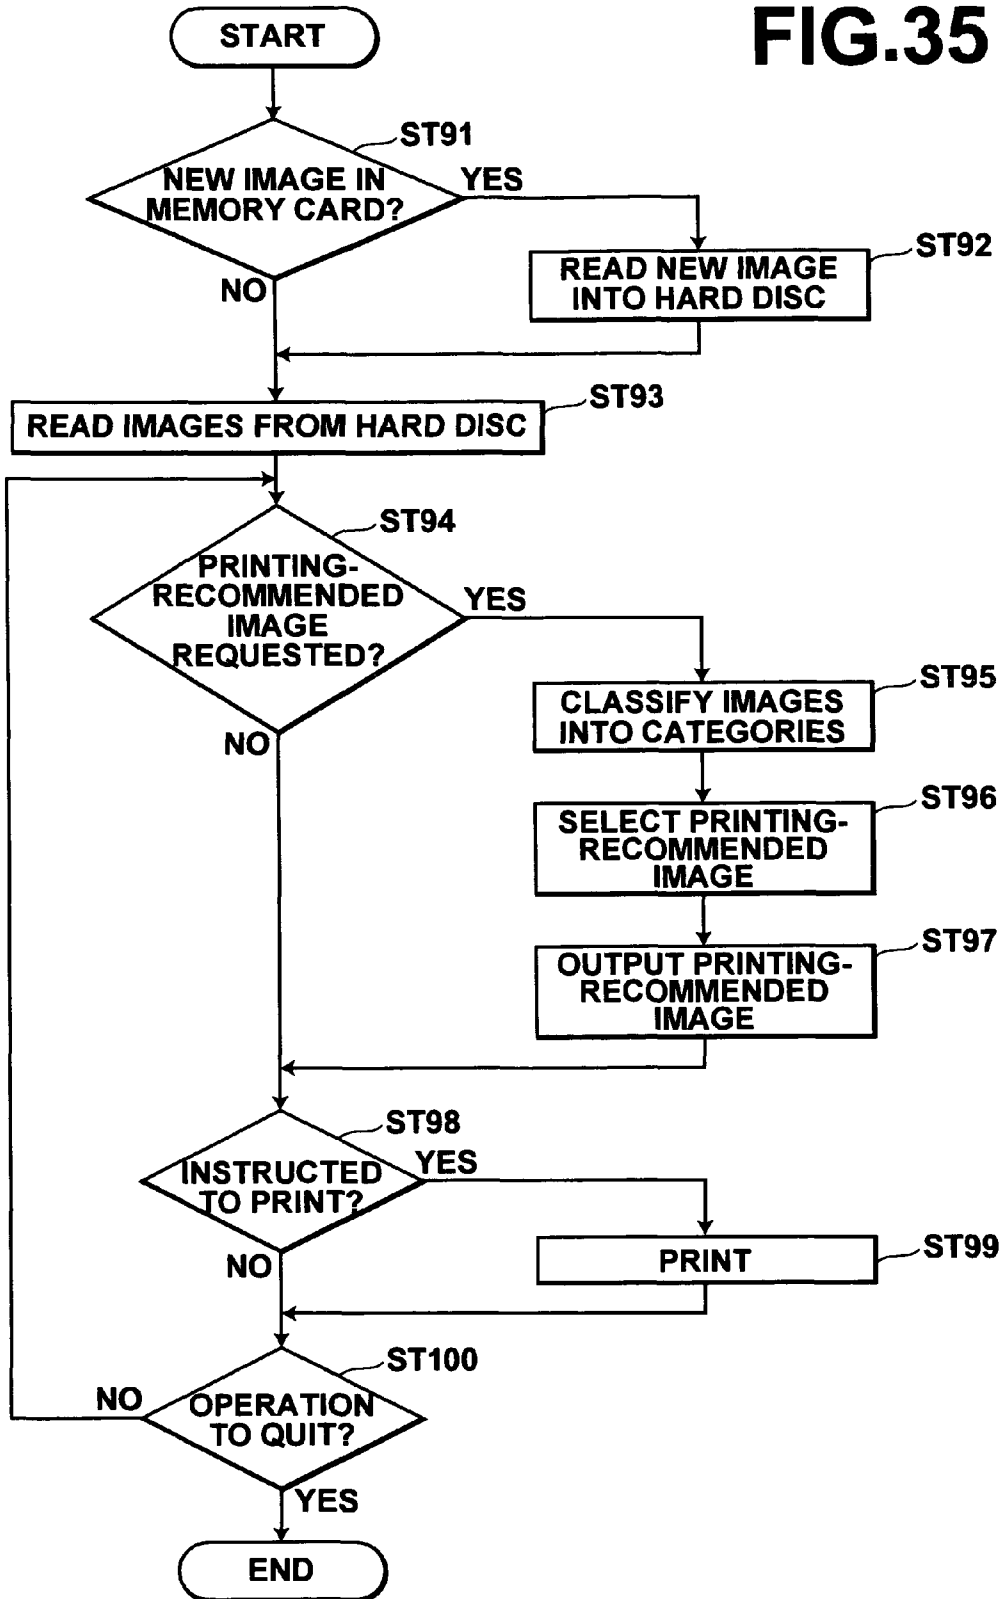 FIG.35
START
ST91
NEW IMAGE IN
MEMORY CARD?
YES
NO
ST92
READ NEW IMAGE
INTO HARD DISC
ST93
READ IMAGES FROM HARD DISC
ST94
PRINTING-
RECOMMENDED
IMAGE
REQUESTED?
YES
NO
ST95
CLASSIFY IMAGES
INTO CATEGORIES
ST96
SELECT PRINTING-
RECOMMENDED
IMAGE
ST97
OUTPUT PRINTING-
RECOMMENDED
IMAGE
ST98
INSTRUCTED
TO PRINT?
YES
NO
ST99
PRINT
ST100
OPERATION
TO QUIT?
NO
YES
END